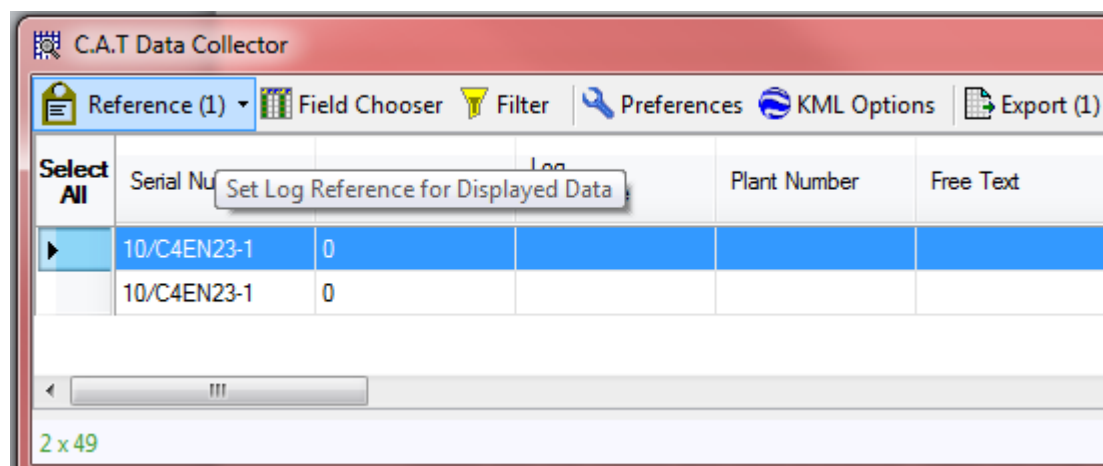 C.A.T Data Collector
Reference (1) Field Chooser Filter Preferences KML Options Export (1)
Select All Serial Nu Log Plant Number Free Text
Set Log Reference for Displayed Data
10/C4EN23-1 0
10/C4EN23-1 0
2 x 49